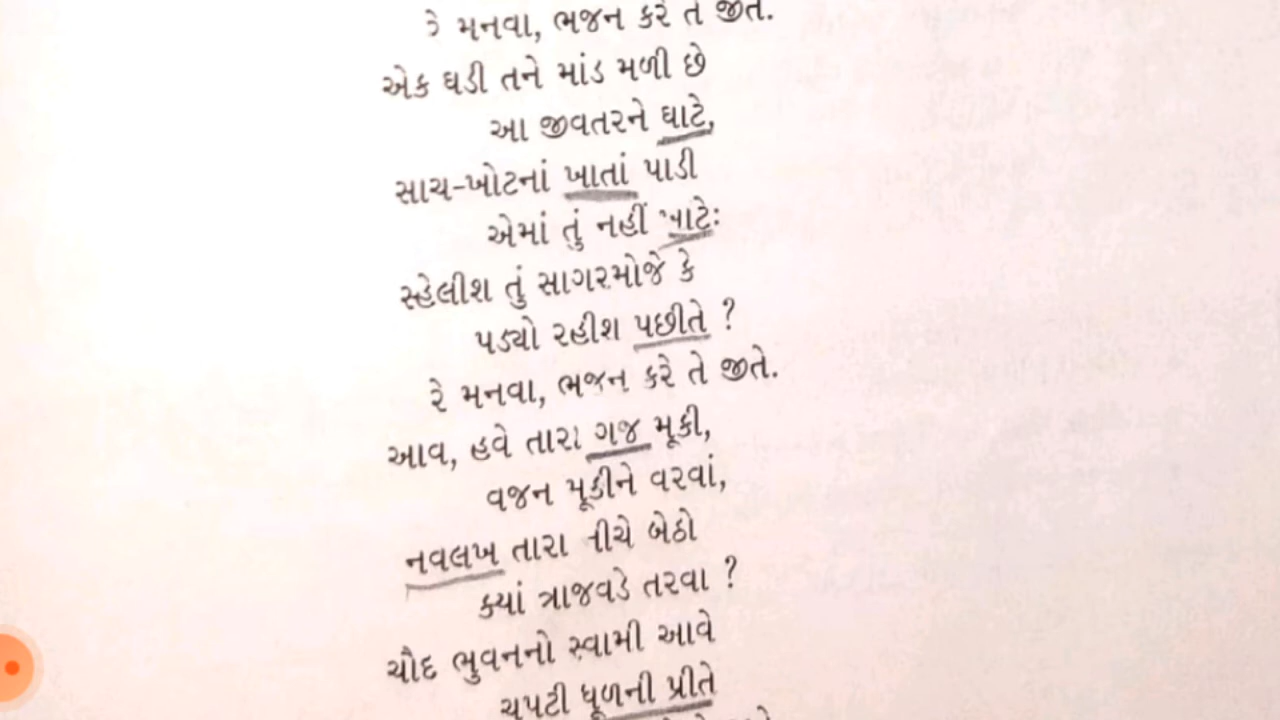 રે મનવા, ભજન કરે તે જીતે.
એક ઘડી તને માંડ મળી છે
આ જીવતરને ઘાટે,
સાચ-ખોટનાં ખાતાં પાડી
એમાં તું નહીં ખાટેઃ
સ્હેલીશ તું સાગરમોજે કે
પડ્યો રહીશ પછીતે ?
રે મનવા, ભજન કરે તે જીતે.
આવ, હવે તારા ગજ મૂકી,
વજન મૂકીને વરવાં,
નવલખ તારા નીચે બેઠો
ક્યાં ત્રાજવડે તરવા ?
ચૌદ ભુવનનો સ્વામી આવે
ચપટી ધૂળની પ્રીતે